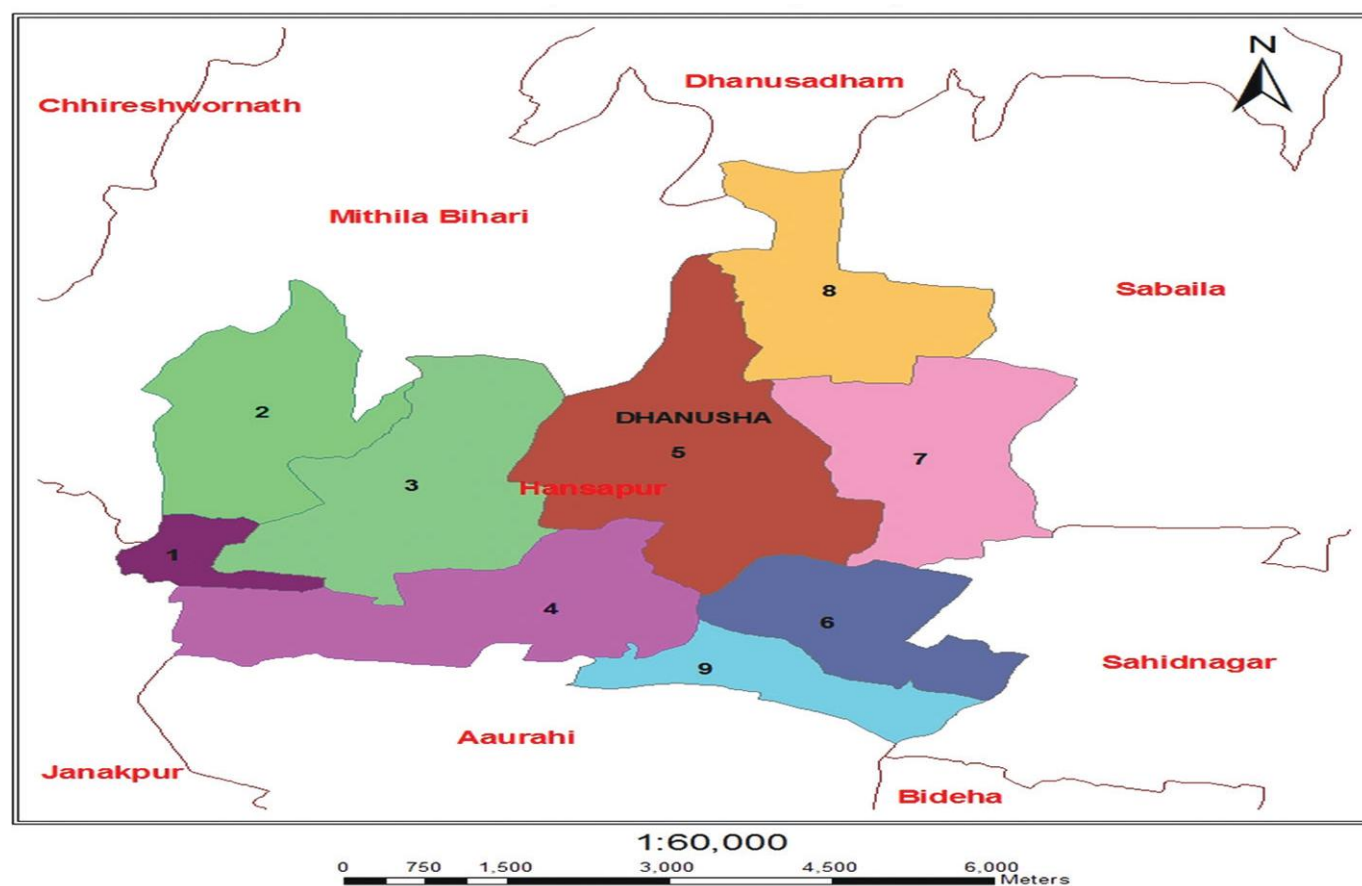 N
Dhanusadham
Chhireshwornath
Mithila Bihari
8
Sabaila
2
DHANUSHA
5
7
3
Hansapur
1
4
6
Sahidnagar
9
Aaurahi
Janakpur
Bideha
1:60,000
0 750 1,500 3,000 4,500 6,000
Meters